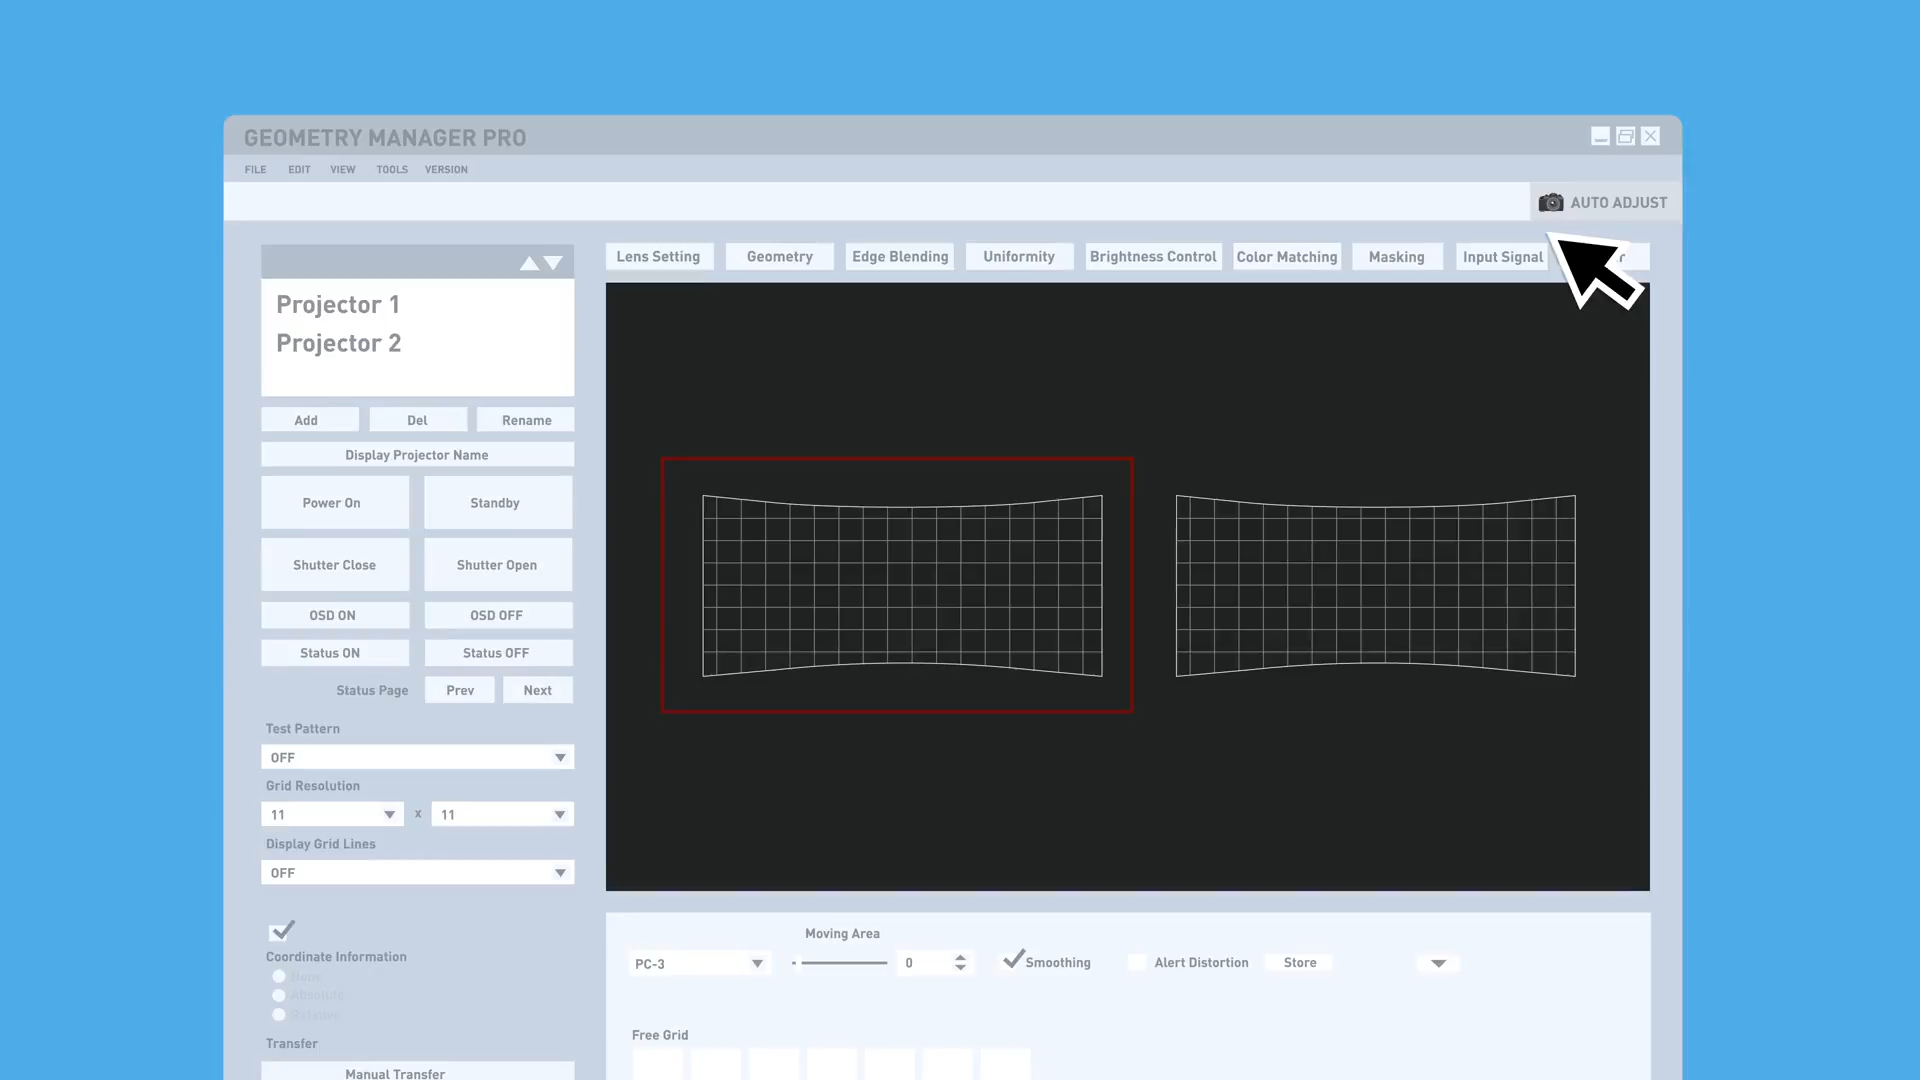 GEOMETRY MANAGER PRO
FILE EDIT VIEW TOOLS VERSION
AUTO ADJUST
Lens Setting Geometry Edge Blending Uniformity Brightness Control Color Matching Masking Input Signal
Projector 1
Projector 2
Add Del Rename
Display Projector Name
Power On Standby
Shutter Close Shutter Open
OSD ON OSD OFF
Status ON Status OFF
Status Page Prev Next
Test Pattern
OFF
Grid Resolution
11 x 11
Display Grid Lines
OFF
Coordinate Information
None
Absolute
Relative
Transfer
Manual Transfer
Moving Area
PC-3 0 Smoothing Alert Distortion Store
Free Grid